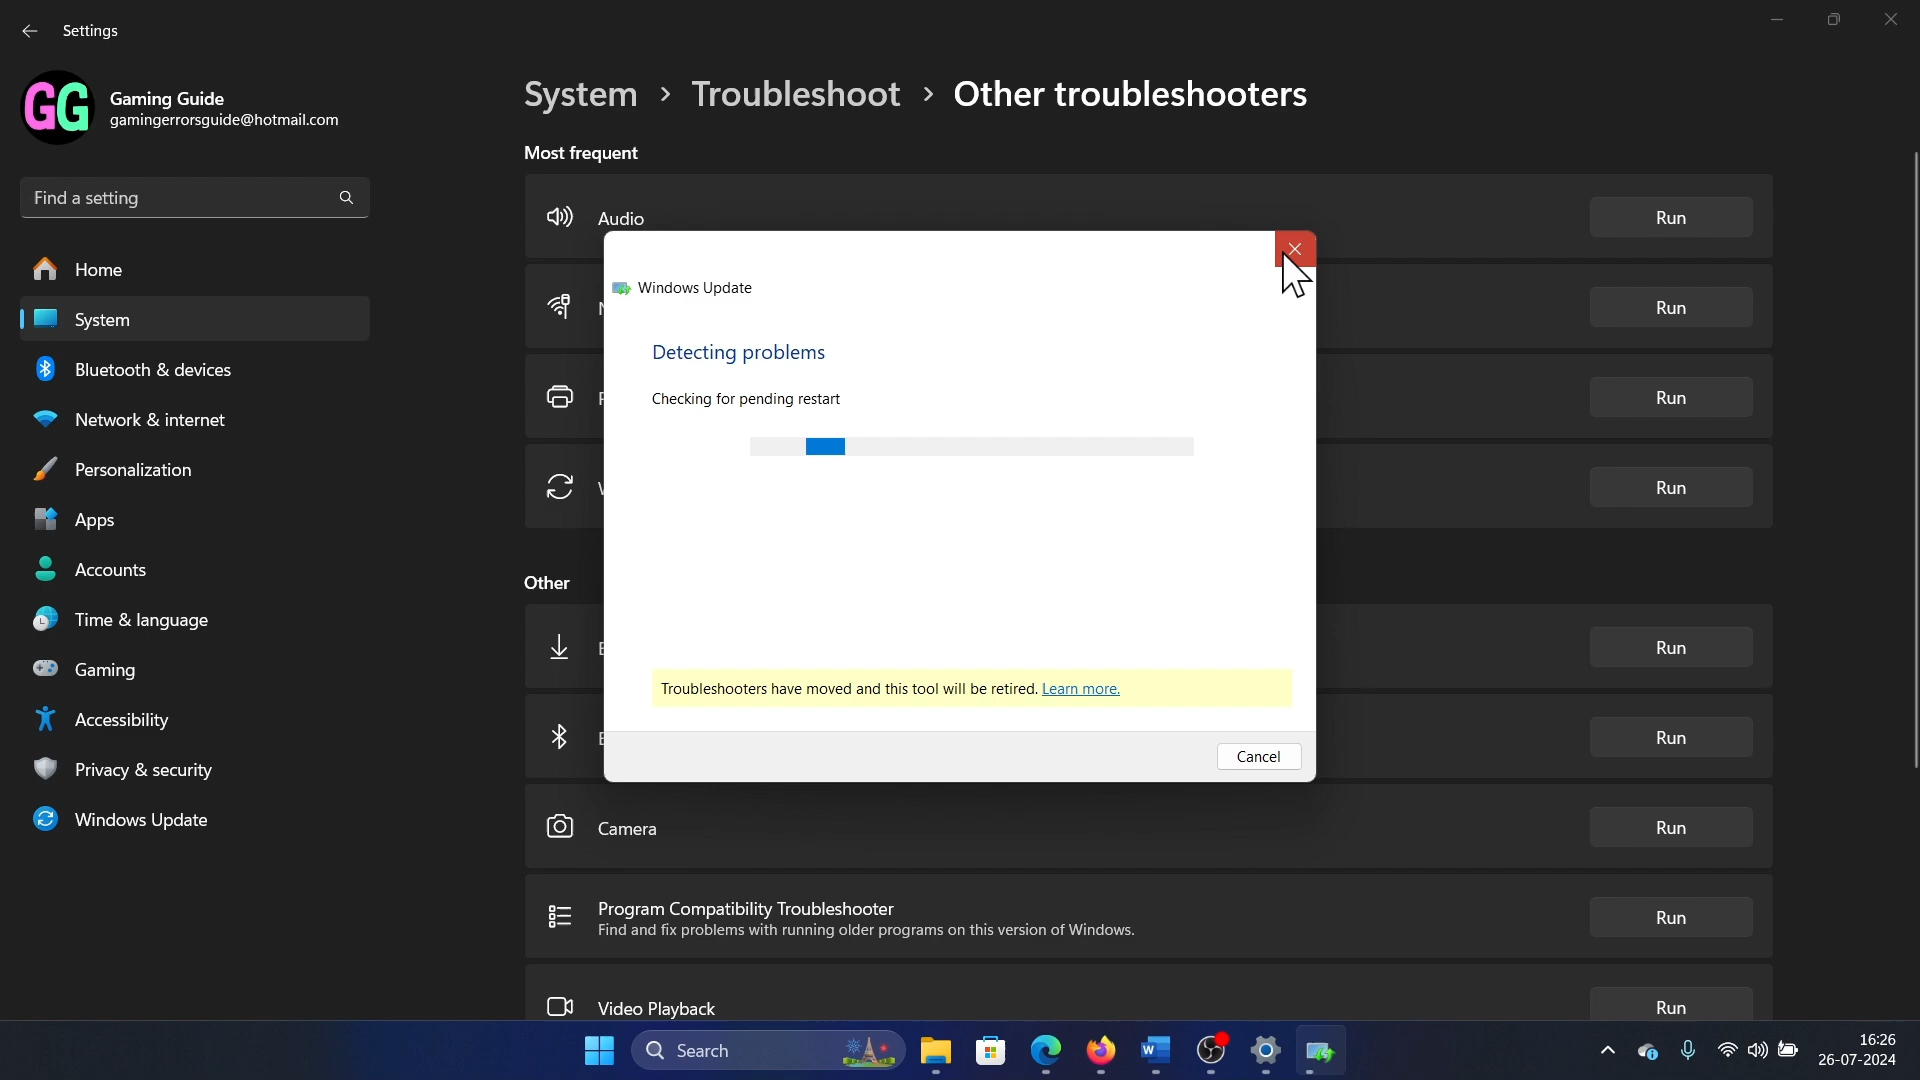 Settings
GG
Gaming Guide
gamingerrorsguide@hotmail.com
Find a setting
Home
System
Bluetooth & devices
Network & internet
Personalization
Apps
Accounts
Time & language
Gaming
Accessibility
Privacy & security
Windows Update
System > Troubleshoot > Other troubleshooters
Most frequent
Audio
Run
Run
Run
Run
Windows Update
Detecting problems
Checking for pending restart
Troubleshooters have moved and this tool will be retired. Learn more.
Cancel
Other
Run
Run
Camera
Run
Program Compatibility Troubleshooter
Find and fix problems with running older programs on this version of Windows.
Run
Video Playback
Run
Search
16:26
26-07-2024